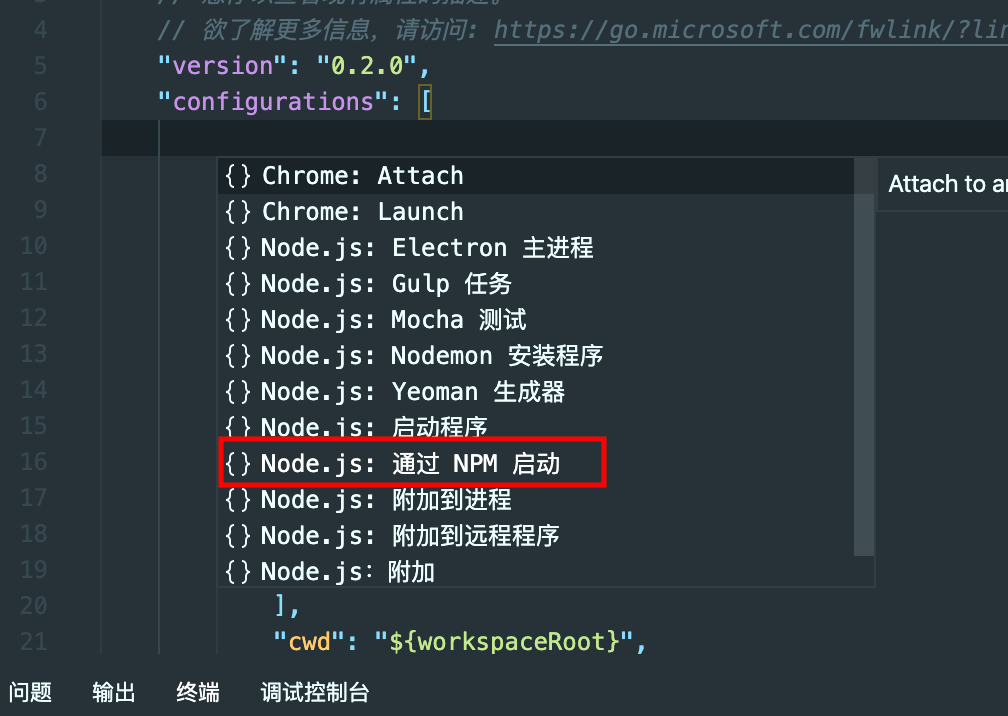 4 // 欲了解更多信息，请访问: https://go.microsoft.com/fwlink/?lin
5 "version": "0.2.0",
6 "configurations": [
7
8 {} Chrome: Attach Attach to a
9 {} Chrome: Launch
10 {} Node.js: Electron 主进程
11 {} Node.js: Gulp 任务
12 {} Node.js: Mocha 测试
13 {} Node.js: Nodemon 安装程序
14 {} Node.js: Yeoman 生成器
15 {} Node.js: 启动程序
16 {} Node.js: 通过 NPM 启动
17 {} Node.js: 附加到进程
18 {} Node.js: 附加到远程程序
19 {} Node.js：附加
20 ],
21 "cwd": "${workspaceRoot}",
问题 输出 终端 调试控制台